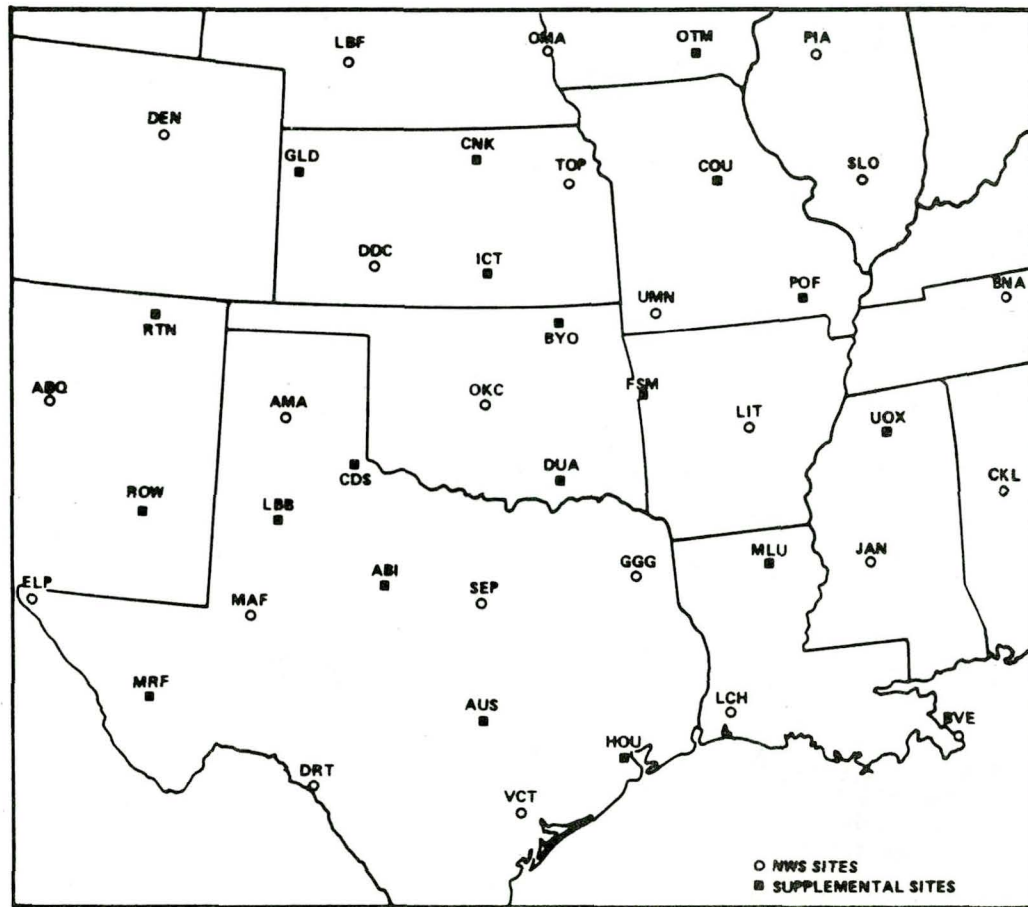 LBF
OMA
OTM
PIA
DEN
GLD
CNK
TOP
COU
SLO
DDC
ICT
UMN
POF
BNA
RTN
BYO
ABQ
AMA
OKC
FSM
LIT
UOX
CDS
DUA
CKL
ROW
LBB
ELP
MAF
ABI
SEP
GGG
MLU
JAN
MRF
AUS
LCH
BVE
HOU
DRT
VCT
NWS SITES
SUPPLEMENTAL SITES